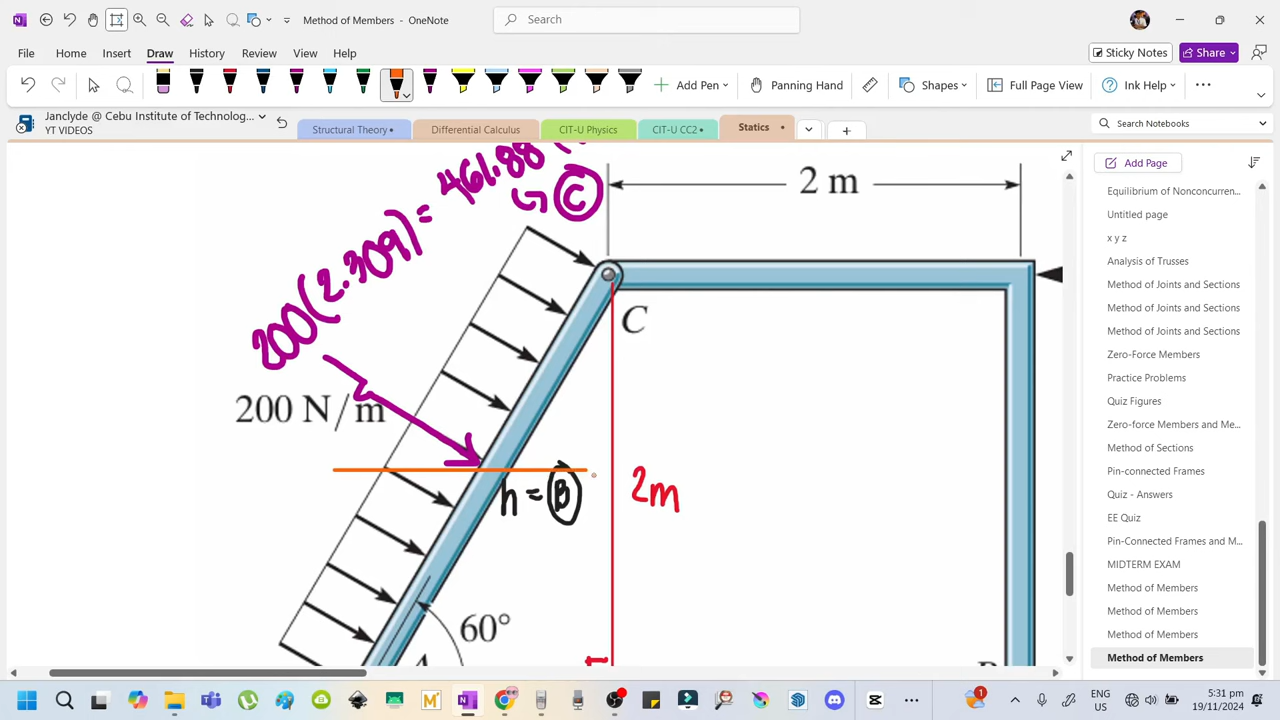 Method of Members - OneNote
Search
File Home Insert Draw History Review View Help
Sticky Notes Share
Add Pen Panning Hand Shapes Full Page View Ink Help
Janclyde @ Cebu Institute of Technolog...
YT VIDEOS
Structural Theory Differential Calculus CIT-U Physics CIT-U CC2 Statics
Search Notebooks
Add Page
Equilibrium of Nonconcurren...
Untitled page
x y z
Analysis of Trusses
Method of Joints and Sections
Method of Joints and Sections
Method of Joints and Sections
Zero-Force Members
Practice Problems
Quiz Figures
Zero-force Members and Me...
Method of Sections
Pin-connected Frames
Quiz - Answers
EE Quiz
Pin-Connected Frames and M...
MIDTERM EXAM
Method of Members
Method of Members
Method of Members
Method of Members
200(2.309) = 461.88
C
2 m
C
200 N/m
h = B
2m
60°
ENG
US
5:31 pm
19/11/2024